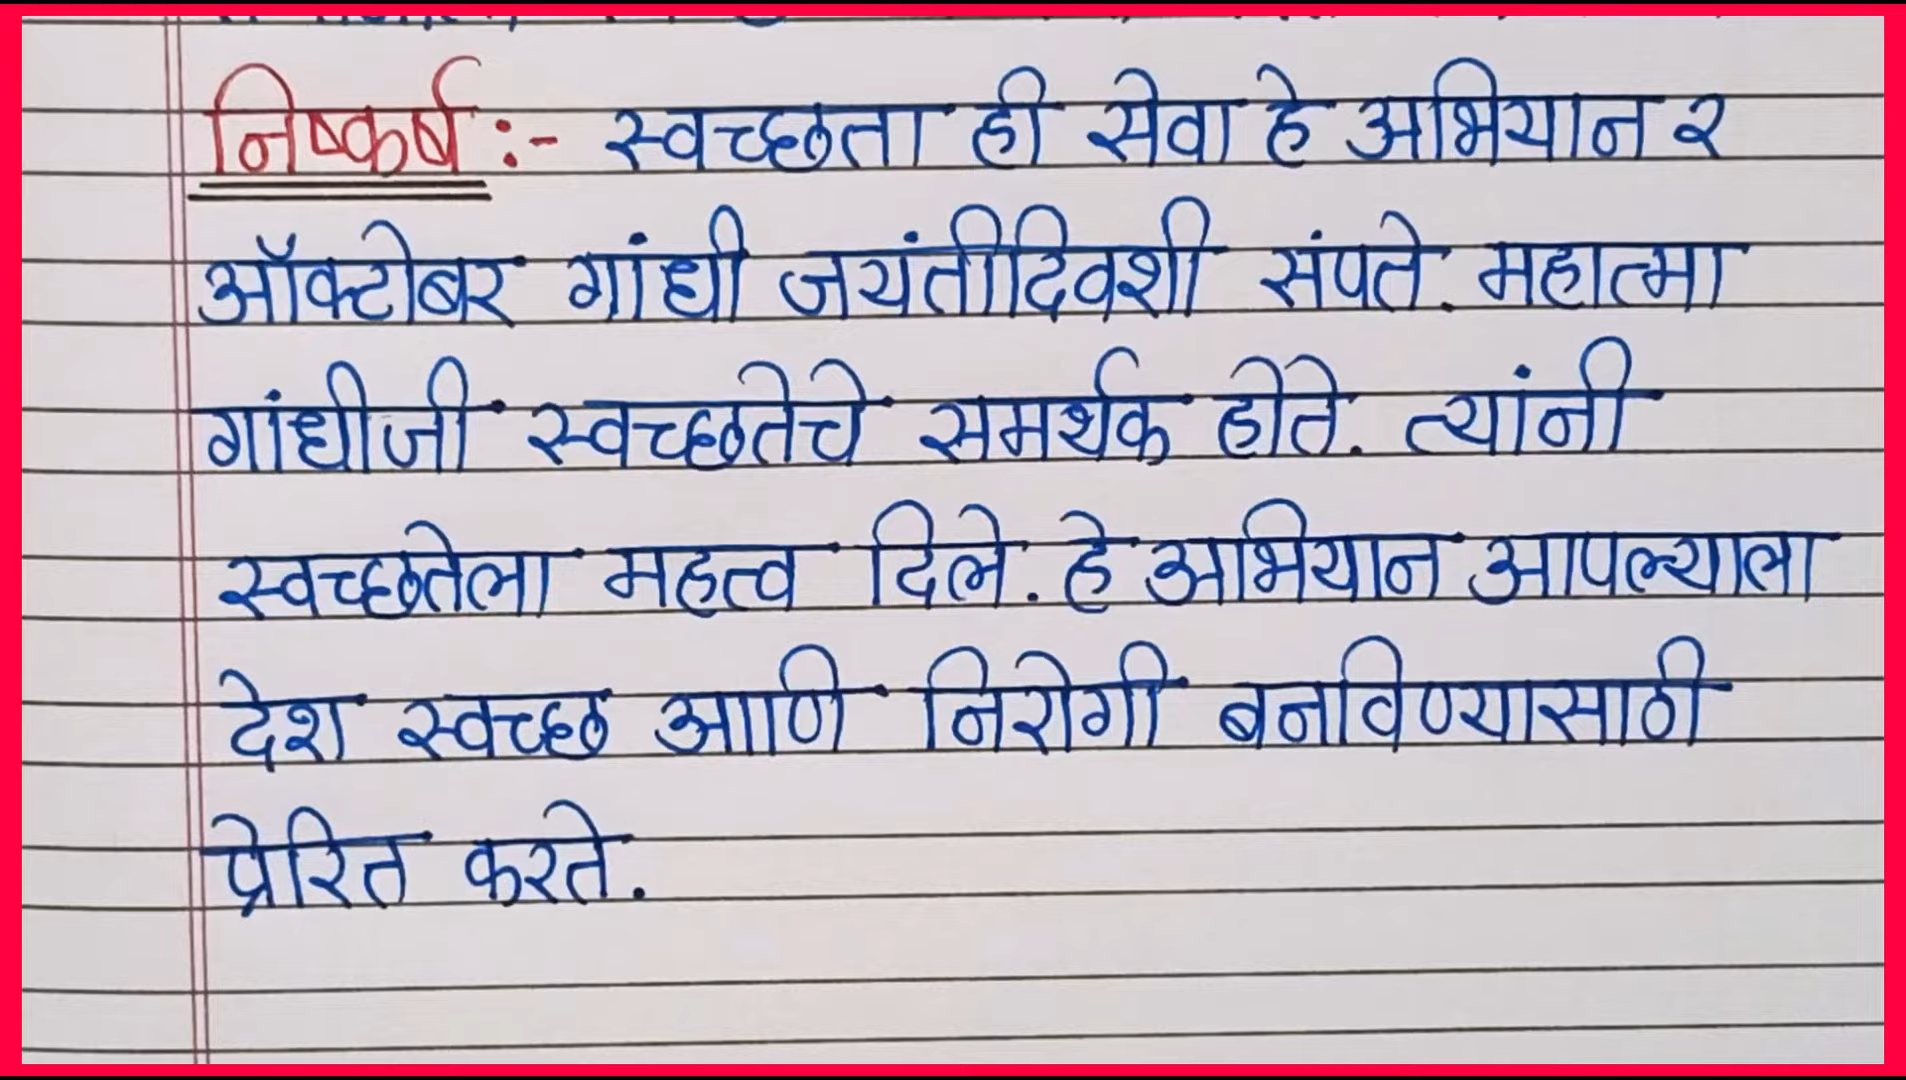 निष्कर्ष :- स्वच्छता ही सेवा हे अभियान २
ऑक्टोबर गांधी जयंतीदिवशी संपते. महात्मा
गांधीजी स्वच्छतेचे समर्थक होते. त्यांनी
स्वच्छतेला महत्व दिले. हे अभियान आपल्याला
देश स्वच्छ आणि निरोगी बनविण्यासाठी
प्रेरित करते.